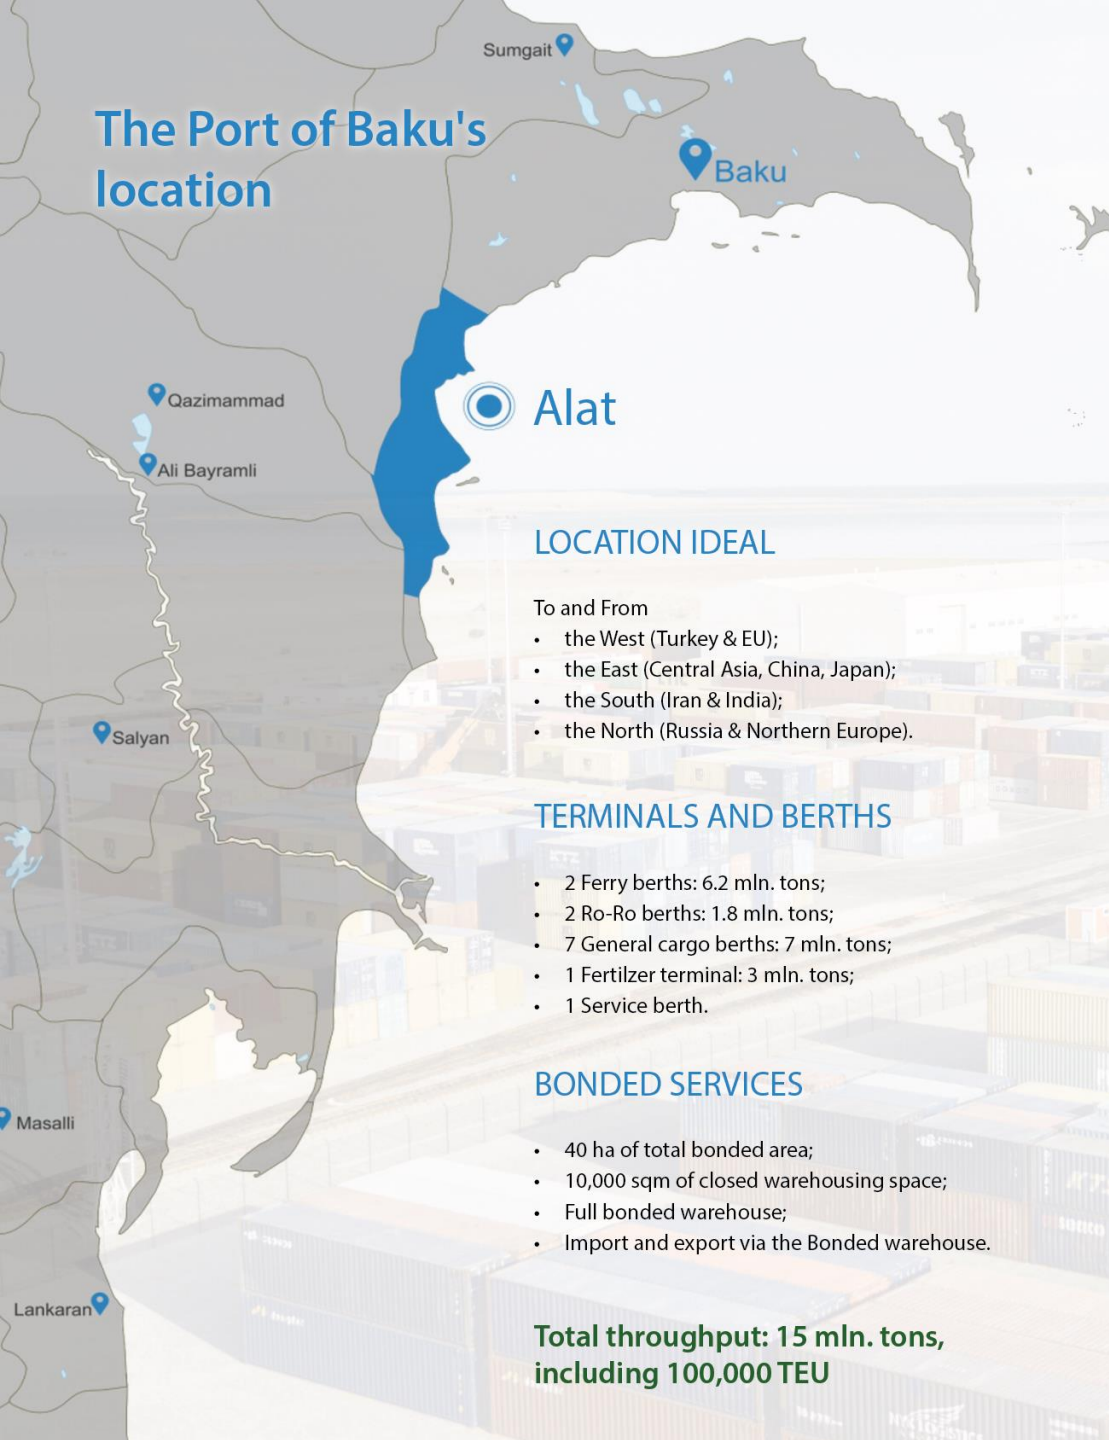 Sumgait
The Port of Baku's
location
Baku
Qazimammad
Alat
Ali Bayramli
LOCATION IDEAL
To and From
• the West (Turkey & EU);
• the East (Central Asia, China, Japan);
• the South (Iran & India);
• the North (Russia & Northern Europe).
Salyan
TERMINALS AND BERTHS
• 2 Ferry berths: 6.2 mln. tons;
• 2 Ro-Ro berths: 1.8 mln. tons;
• 7 General cargo berths: 7 mln. tons;
• 1 Fertilzer terminal: 3 mln. tons;
• 1 Service berth.
BONDED SERVICES
Masalli
• 40 ha of total bonded area;
• 10,000 sqm of closed warehousing space;
• Full bonded warehouse;
• Import and export via the Bonded warehouse.
Lankaran
Total throughput: 15 mln. tons,
including 100,000 TEU